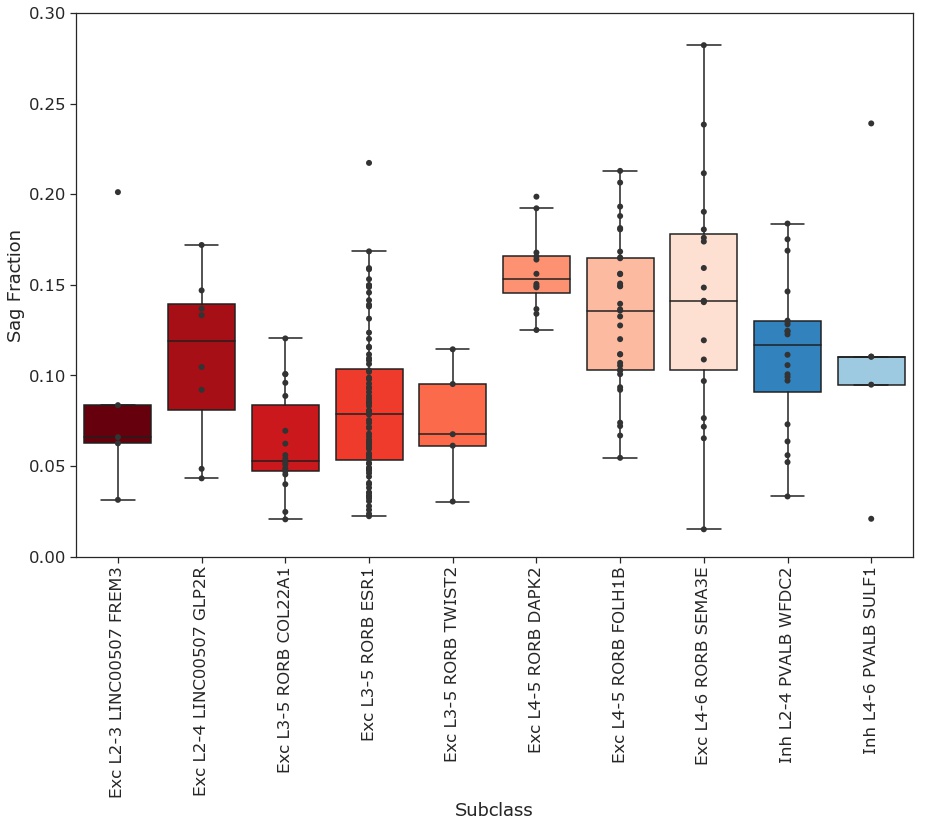 0.30
0.25
0.20
0.15
0.10
0.05
0.00
Sag Fraction
Exc L2-3 LINC00507 FREM3
Exc L2-4 LINC00507 GLP2R
Exc L3-5 RORB COL22A1
Exc L3-5 RORB ESR1
Exc L3-5 RORB TWIST2
Exc L4-5 RORB DAPK2
Exc L4-5 RORB FOLH1B
Exc L4-6 RORB SEMA3E
Inh L2-4 PVALB WFDC2
Inh L4-6 PVALB SULF1
Subclass